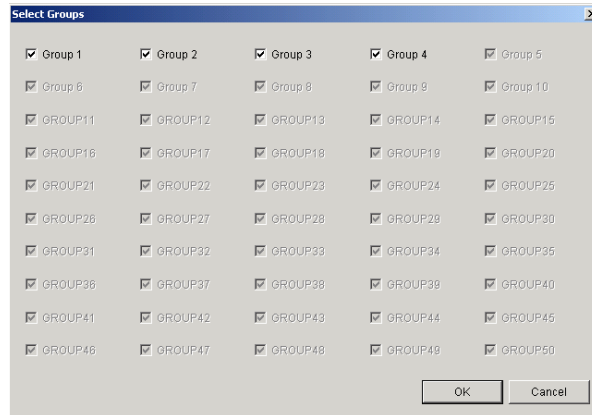 Select Groups
Group 1 Group 2 Group 3 Group 4 Group 5
Group 6 Group 7 Group 8 Group 9 Group 10
GROUP11 GROUP12 GROUP13 GROUP14 GROUP15
GROUP16 GROUP17 GROUP18 GROUP19 GROUP20
GROUP21 GROUP22 GROUP23 GROUP24 GROUP25
GROUP26 GROUP27 GROUP28 GROUP29 GROUP30
GROUP31 GROUP32 GROUP33 GROUP34 GROUP35
GROUP36 GROUP37 GROUP38 GROUP39 GROUP40
GROUP41 GROUP42 GROUP43 GROUP44 GROUP45
GROUP46 GROUP47 GROUP48 GROUP49 GROUP50
OK Cancel